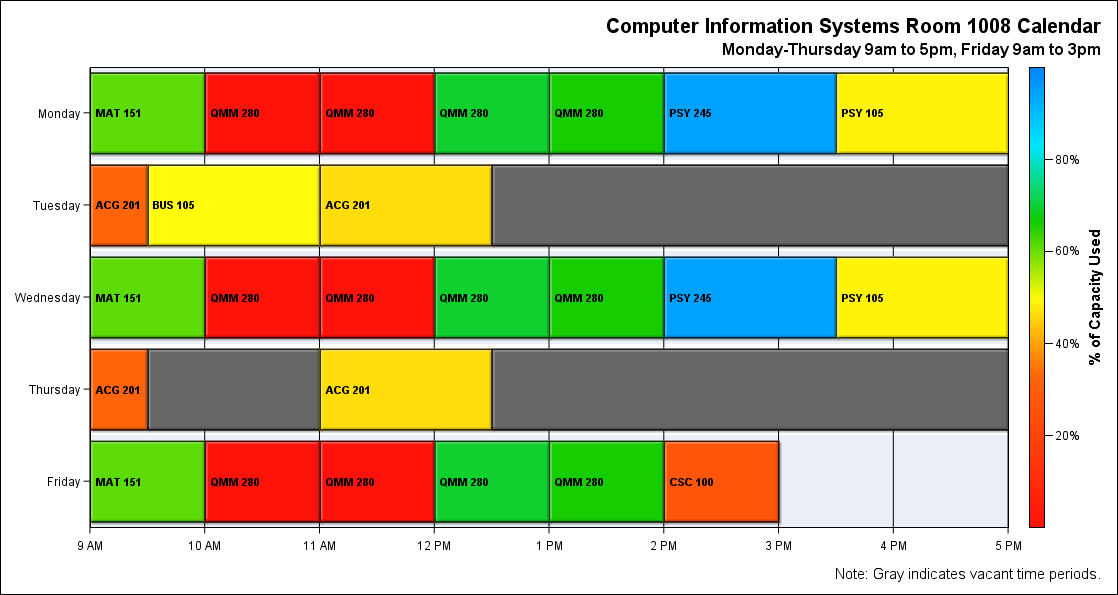 Computer Information Systems Room 1008 Calendar
Monday-Thursday 9am to 5pm, Friday 9am to 3pm
Monday
MAT 151
QMM 280
QMM 280
QMM 280
QMM 280
PSY 245
PSY 105
Tuesday
ACG 201
BUS 105
ACG 201
Wednesday
MAT 151
QMM 280
QMM 280
QMM 280
QMM 280
PSY 245
PSY 105
Thursday
ACG 201
ACG 201
Friday
MAT 151
QMM 280
QMM 280
QMM 280
QMM 280
CSC 100
9 AM
10 AM
11 AM
12 PM
1 PM
2 PM
3 PM
4 PM
5 PM
80%
60%
40%
20%
% of Capacity Used
Note: Gray indicates vacant time periods.